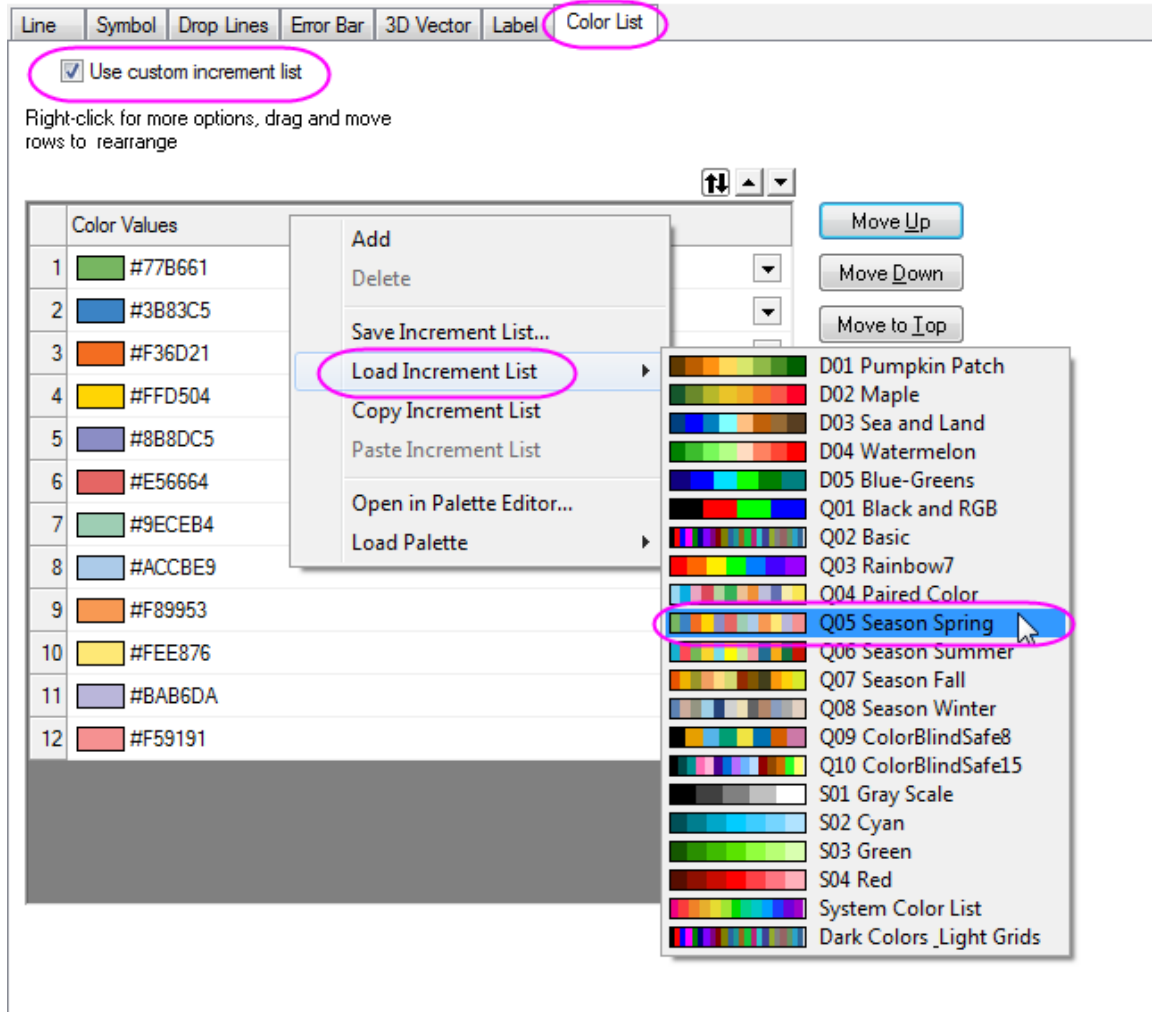 Line Symbol Drop Lines Error Bar 3D Vector Label Color List
Use custom increment list
Right-click for more options, drag and move
rows to rearrange
Color Values
1 #77B661
2 #3B83C5
3 #F36D21
4 #FFD504
5 #8B8DC5
6 #E56664
7 #9ECEB4
8 #ACCBE9
9 #F89953
10 #FEE876
11 #BAB6DA
12 #F59191
Add
Delete
Save Increment List...
Load Increment List
Copy Increment List
Paste Increment List
Open in Palette Editor...
Load Palette
Move Up
Move Down
Move to Top
D01 Pumpkin Patch
D02 Maple
D03 Sea and Land
D04 Watermelon
D05 Blue-Greens
Q01 Black and RGB
Q02 Basic
Q03 Rainbow7
Q04 Paired Color
Q05 Season Spring
Q06 Season Summer
Q07 Season Fall
Q08 Season Winter
Q09 ColorBlindSafe8
Q10 ColorBlindSafe15
S01 Gray Scale
S02 Cyan
S03 Green
S04 Red
System Color List
Dark Colors_Light Grids